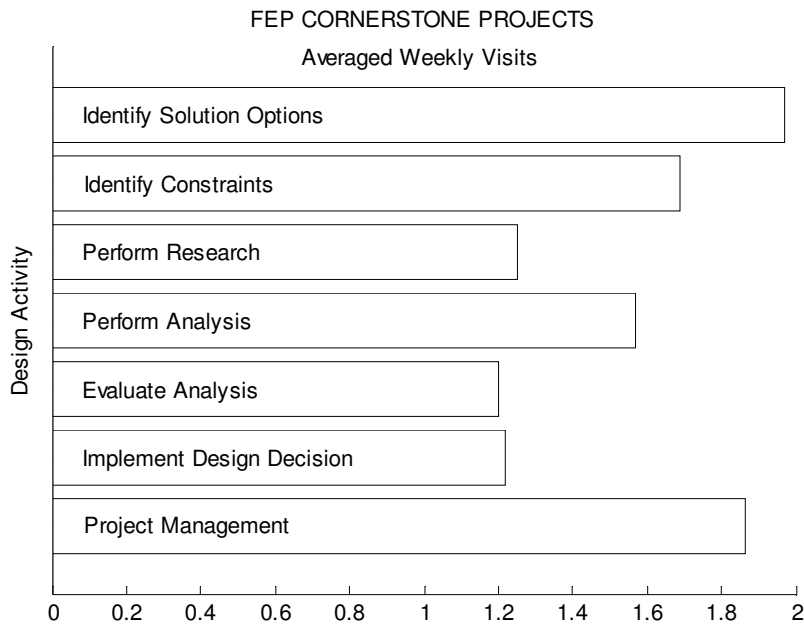 FEP CORNERSTONE PROJECTS
Averaged Weekly Visits
Identify Solution Options
Identify Constraints
Perform Research
Perform Analysis
Evaluate Analysis
Implement Design Decision
Project Management
Design Activity
0 0.2 0.4 0.6 0.8 1 1.2 1.4 1.6 1.8 2